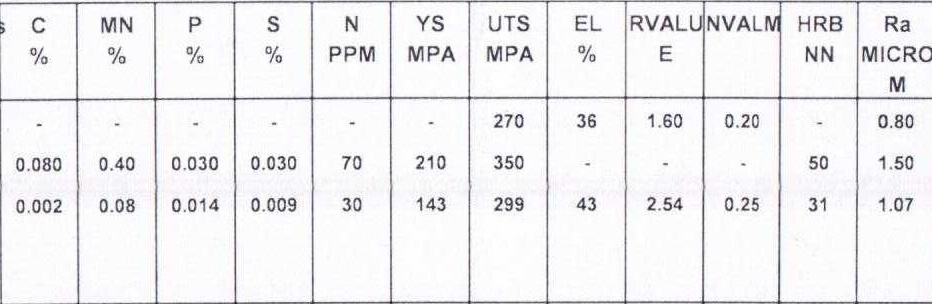 s C MN P S N YS UTS EL RVALU NVALM HRB Ra
% % % % PPM MPA MPA % E NN MICRO
M
- - - - - - 270 36 1.60 0.20 - 0.80
0.080 0.40 0.030 0.030 70 210 350 - - - 50 1.50
0.002 0.08 0.014 0.009 30 143 299 43 2.54 0.25 31 1.07